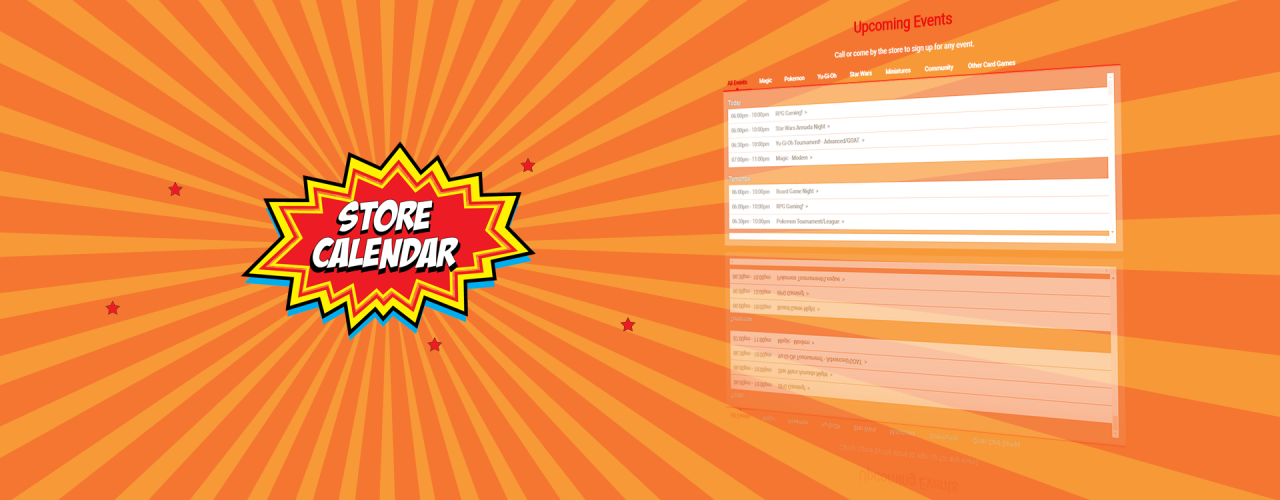 STORE
CALENDAR
Upcoming Events
Call or come by the store to sign up for any event.
All Events Magic Pokemon Yu-Gi-Oh Star Wars Miniatures Community Other Card Games
Today
06:00pm - 10:00pm RPG Gaming! >
06:00pm - 10:00pm Star Wars Armada Night >
06:30pm - 10:00pm Yu-Gi-Oh Tournament - Advanced/GOAT >
07:00pm - 11:00pm Magic - Modern >
Tomorrow
06:00pm - 10:00pm Board Game Night >
06:00pm - 10:00pm RPG Gaming! >
06:30pm - 10:00pm Pokemon Tournament/League >